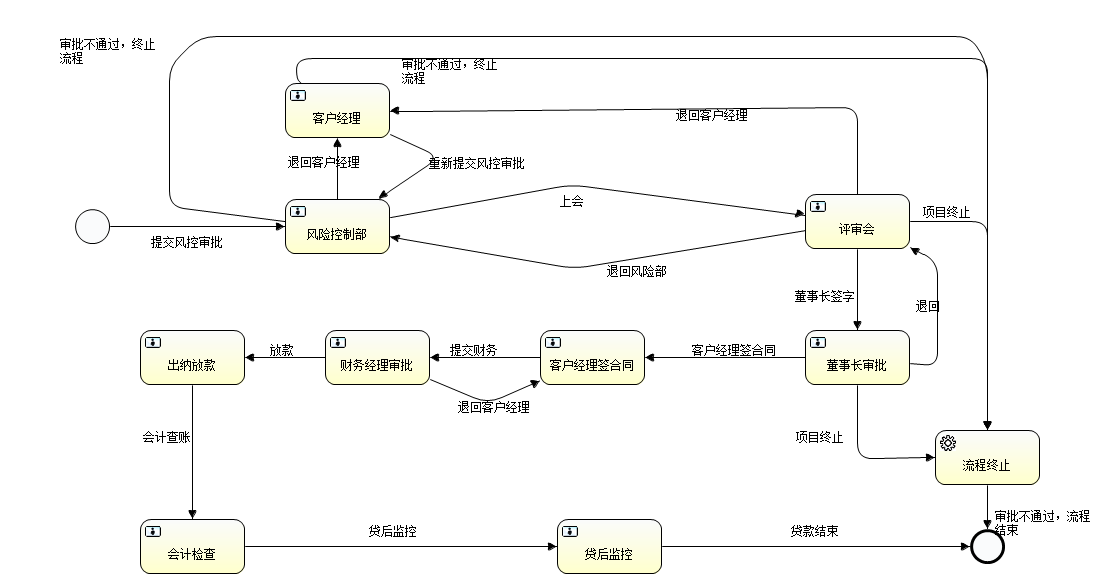 审批不通过，终止
流程
审批不通过，终止
流程
客户经理
退回客户经理
退回客户经理
重新提交风控审批
上会
项目终止
风险控制部
评审会
提交风控审批
退回风险部
董事长签字
退回
放款
提交财务
客户经理签合同
出纳放款
财务经理审批
客户经理签合同
董事长审批
退回客户经理
会计查账
项目终止
流程终止
审批不通过，流程
结束
贷后监控
贷款结束
会计检查
贷后监控